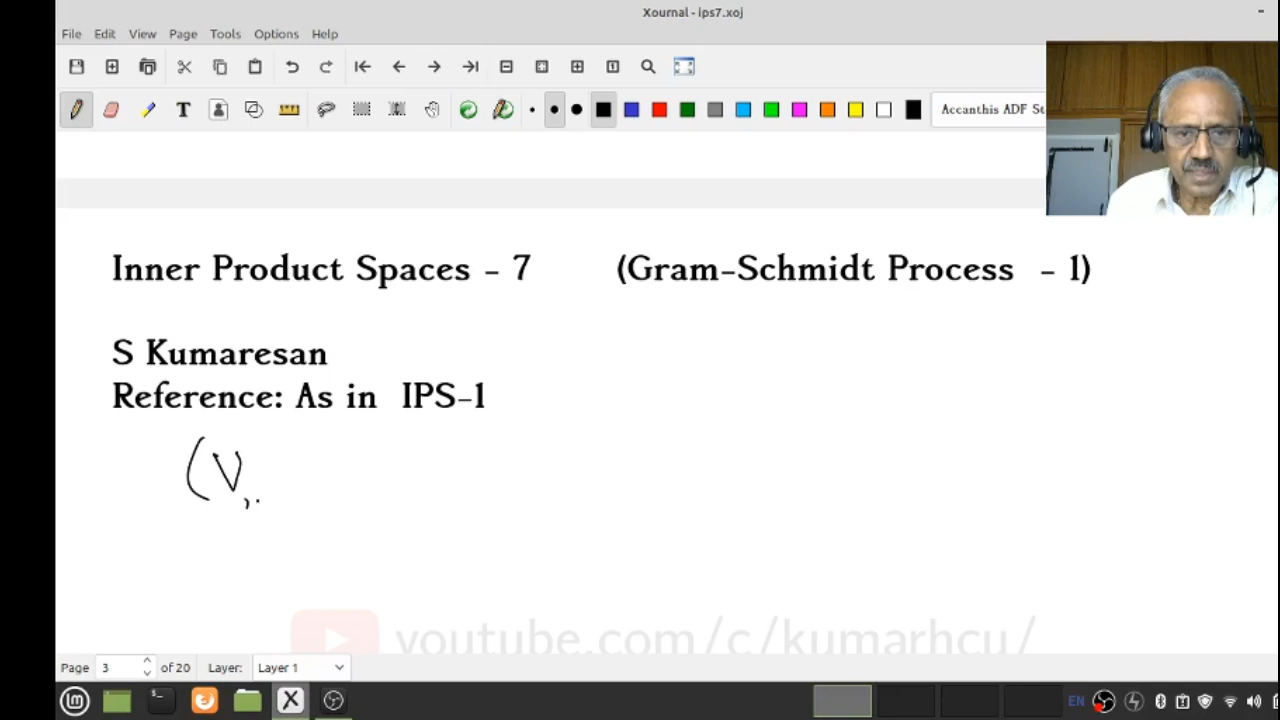 Xournal - ips7.xoj
File Edit View Page Tools Options Help
Accanthis ADF St
Inner Product Spaces - 7 (Gram-Schmidt Process - 1)
S Kumaresan
Reference: As in IPS-1
(V, .
youtube.com/c/kumarhcu/
Page 3 of 20 Layer: Layer 1
EN